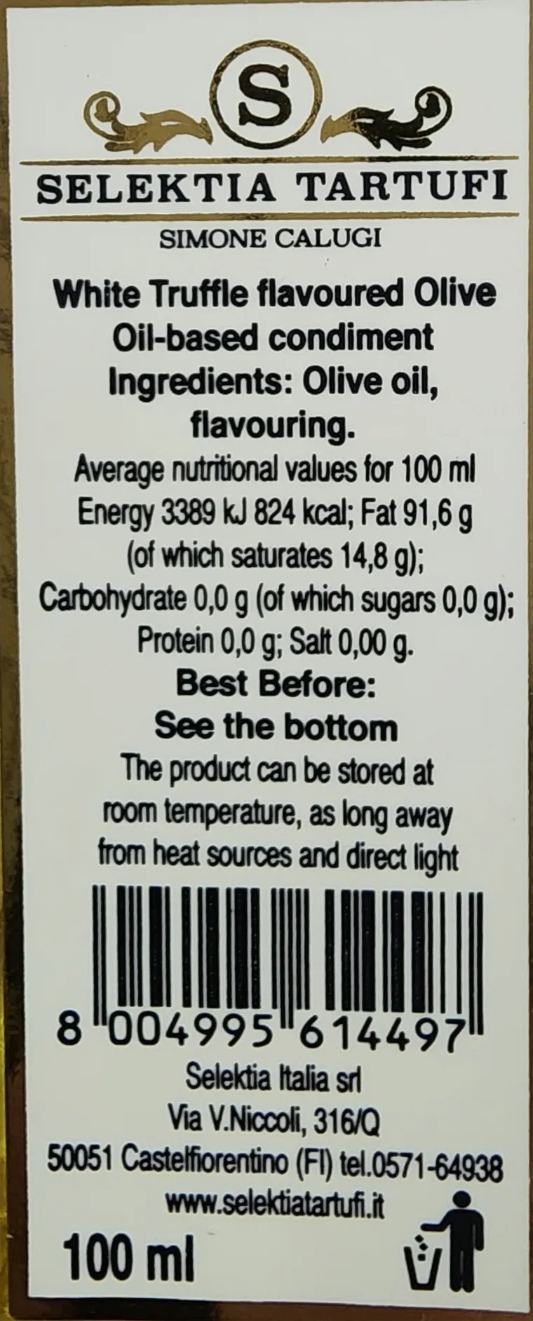 S
SELEKTIA TARTUFI
SIMONE CALUGI
White Truffle flavoured Olive
Oil-based condiment
Ingredients: Olive oil,
flavouring.
Average nutritional values for 100 ml
Energy 3389 kJ 824 kcal; Fat 91,6 g
(of which saturates 14,8 g);
Carbohydrate 0,0 g (of which sugars 0,0 g);
Protein 0,0 g; Salt 0,00 g.
Best Before:
See the bottom
The product can be stored at
room temperature, as long away
from heat sources and direct light
8 004995 614497
Selektia Italia srl
Via V.Niccoli, 316/Q
50051 Castelfiorentino (FI) tel.0571-64938
www.selektiatartufi.it
100 ml